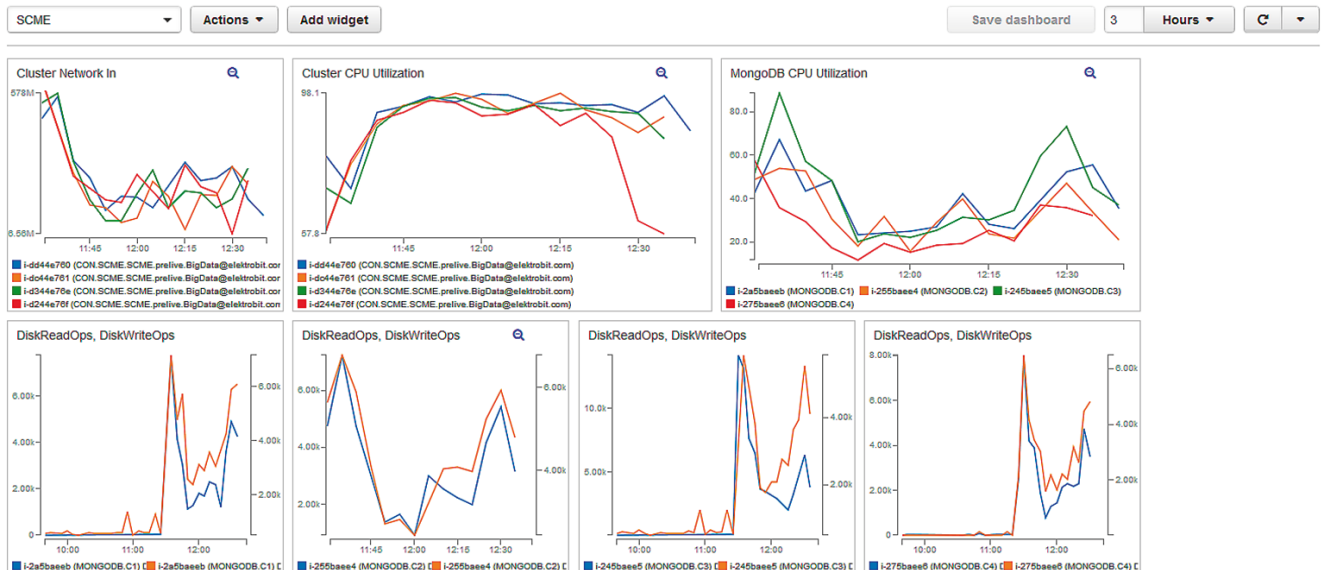 SCME Actions Add widget Save dashboard 3 Hours
Cluster Network In
578M
6.56M
11:45 12:00 12:15 12:30
i-dd44e760 (CON.SCME.SCME.prelive.BigData@elektrobit.com
i-dc44e761 (CON.SCME.SCME.prelive.BigData@elektrobit.com
i-d344e76e (CON.SCME.SCME.prelive.BigData@elektrobit.com
i-d244e76f (CON.SCME.SCME.prelive.BigData@elektrobit.com
Cluster CPU Utilization
98.1
57.8
11:45 12:00 12:15 12:30
i-dd44e760 (CON.SCME.SCME.prelive.BigData@elektrobit.com)
i-dc44e761 (CON.SCME.SCME.prelive.BigData@elektrobit.com)
i-d344e76e (CON.SCME.SCME.prelive.BigData@elektrobit.com)
i-d244e76f (CON.SCME.SCME.prelive.BigData@elektrobit.com)
MongoDB CPU Utilization
80.0
60.0
40.0
20.0
11:45 12:00 12:15 12:30
i-2a5baeeb (MONGODB.C1) i-255baee4 (MONGODB.C2) i-245baee5 (MONGODB.C3)
i-275baee6 (MONGODB.C4)
DiskReadOps, DiskWriteOps
6.00k 6.00k
4.00k 4.00k
2.00k 2.00k
0
10:00 11:00 12:00
i-2a5baeeb (MONGODB.C1) i-2a5baeeb (MONGODB.C1)
DiskReadOps, DiskWriteOps
6.00k 6.00k
4.00k 4.00k
2.00k
11:45 12:00 12:15 12:30
i-255baee4 (MONGODB.C2) i-255baee4 (MONGODB.C2)
DiskReadOps, DiskWriteOps
10.0k 4.00k
5.00k 2.00k
10:00 11:00 12:00
i-245baee5 (MONGODB.C3) i-245baee5 (MONGODB.C3)
DiskReadOps, DiskWriteOps
8.00k 6.00k
6.00k 4.00k
4.00k 2.00k
2.00k
0
10:00 11:00 12:00
i-275baee6 (MONGODB.C4) i-275baee6 (MONGODB.C4)